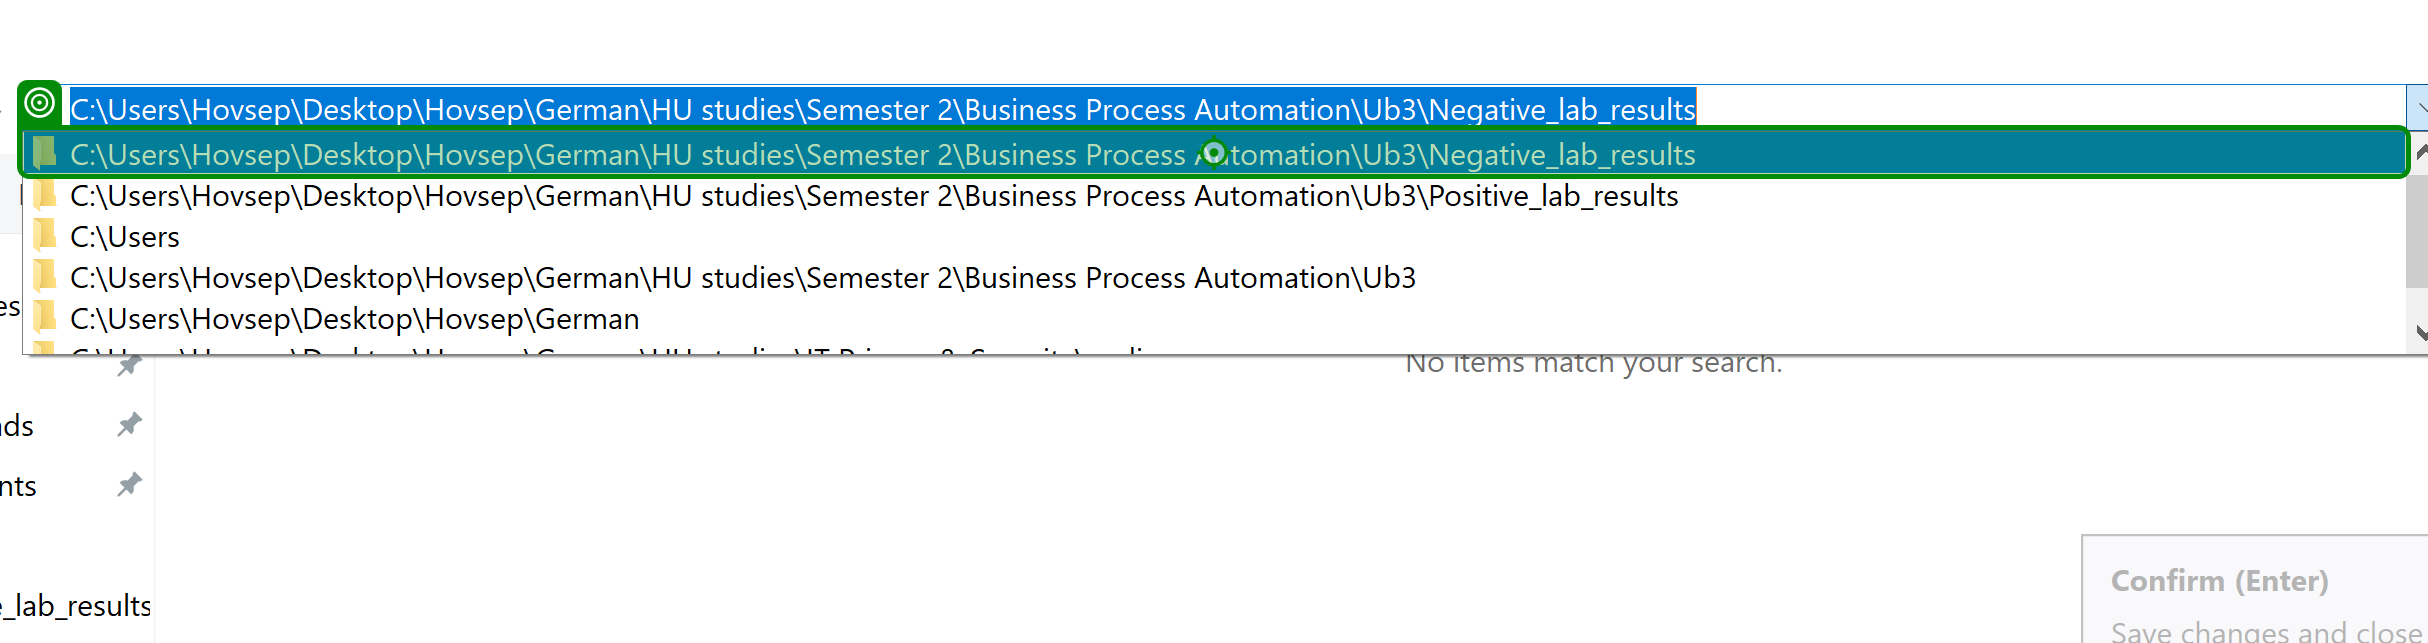 C:\Users\Hovsep\Desktop\Hovsep\German\HU studies\Semester 2\Business Process Automation\Ub3\Negative_lab_results
C:\Users\Hovsep\Desktop\Hovsep\German\HU studies\Semester 2\Business Process Automation\Ub3\Negative_lab_results
C:\Users\Hovsep\Desktop\Hovsep\German\HU studies\Semester 2\Business Process Automation\Ub3\Positive_lab_results
C:\Users
C:\Users\Hovsep\Desktop\Hovsep\German\HU studies\Semester 2\Business Process Automation\Ub3
es
C:\Users\Hovsep\Desktop\Hovsep\German
No items match your search.
ds
nts
Confirm (Enter)
_lab_results
Save changes and close